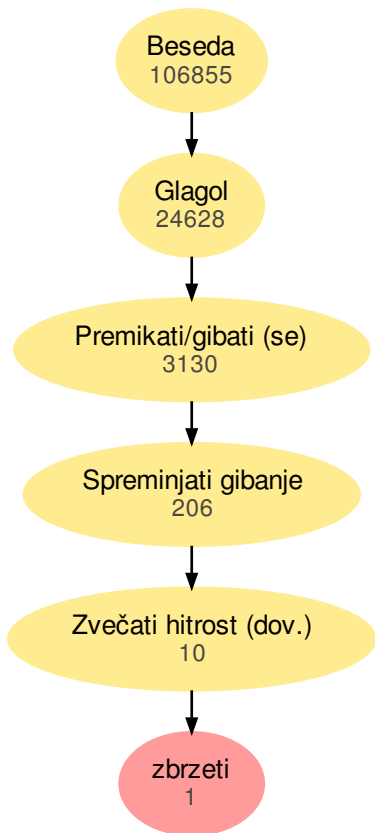 Beseda
106855
Glagol
24628
Premikati/gibati (se)
3130
Spreminjati gibanje
206
Zvečati hitrost (dov.)
10
zbrzeti
1